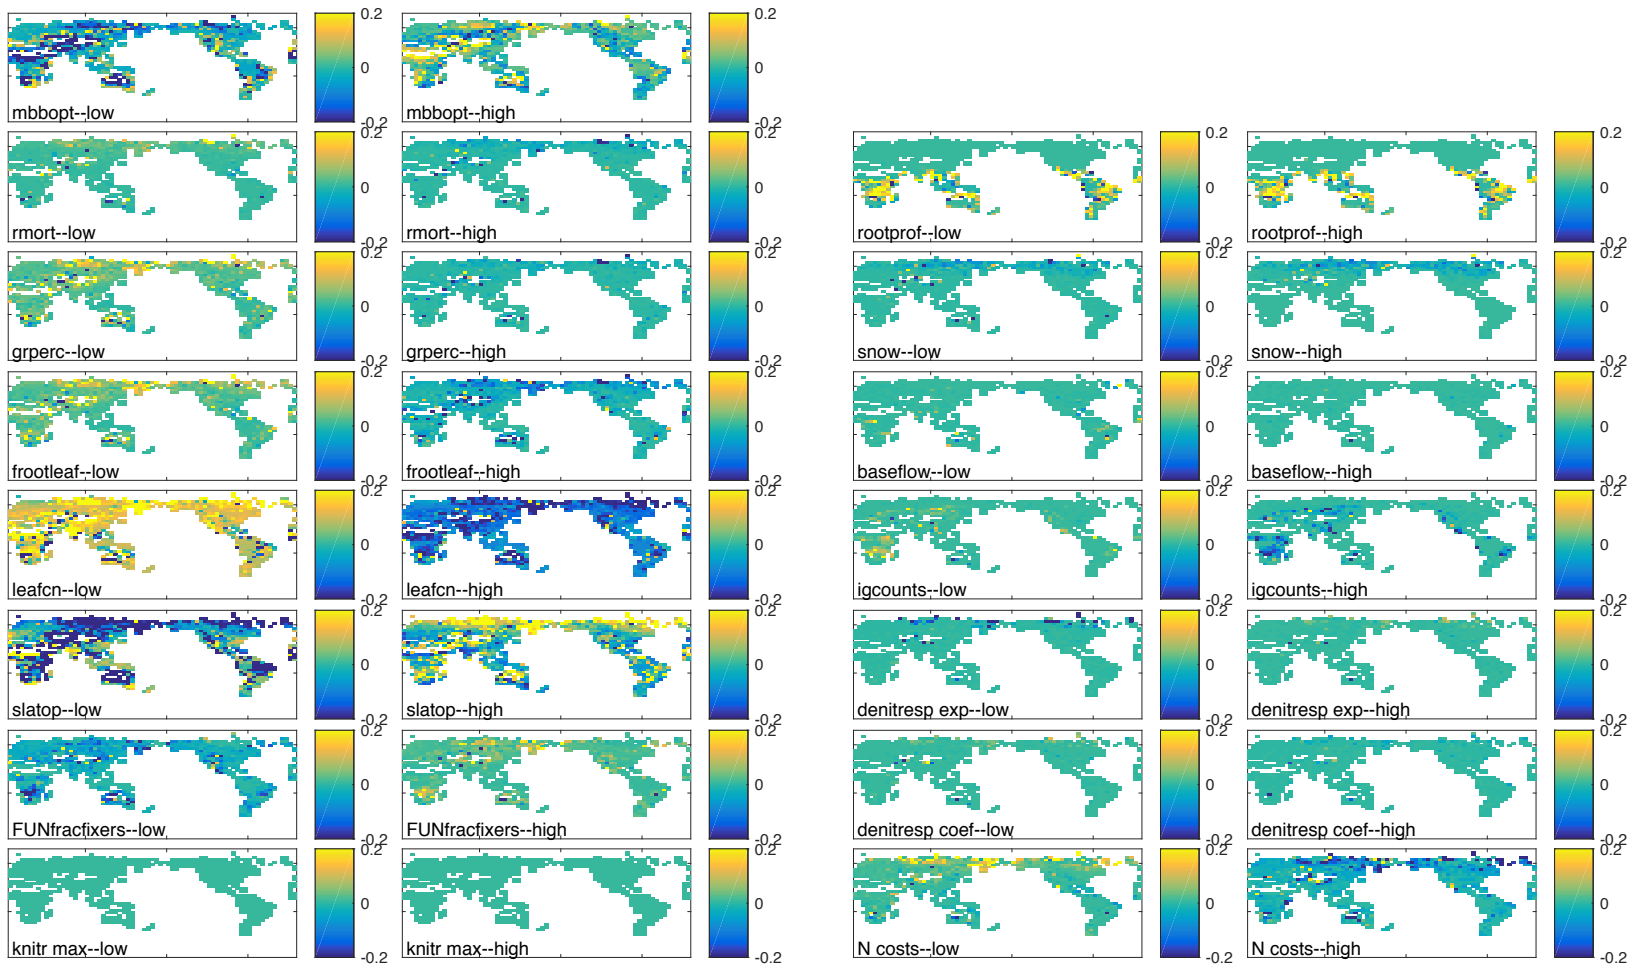 0.2 0.2
0 0
mbbopt--low mbbopt--high
-0.2 -0.2
0.2 0.2 0.2 0.2
0 0 0 0
rmort--low rmort--high rootprof--low rootprof--high
-0.2 -0.2 -0.2 -0.2
0.2 0.2 0.2 0.2
0 0 0 0
grperc--low grperc--high snow--low snow--high
-0.2 -0.2 -0.2 -0.2
0.2 0.2 0.2 0.2
0 0 0 0
frootleaf--low frootleaf--high baseflow--low baseflow--high
-0.2 -0.2 -0.2 -0.2
0.2 0.2 0.2 0.2
0 0 0 0
leafcn--low leafcn--high igcounts--low igcounts--high
-0.2 -0.2 -0.2 -0.2
0.2 0.2 0.2 0.2
0 0 0 0
slatop--low slatop--high denitresp exp--low denitresp exp--high
-0.2 -0.2 -0.2 -0.2
0.2 0.2 0.2 0.2
0 0 0 0
FUNfracfixers--low FUNfracfixers--high denitresp coef--low denitresp coef--high
-0.2 -0.2 -0.2 -0.2
0.2 0.2 0.2 0.2
0 0 0 0
knitr max--low knitr max--high N costs--low N costs--high
-0.2 -0.2 -0.2 -0.2